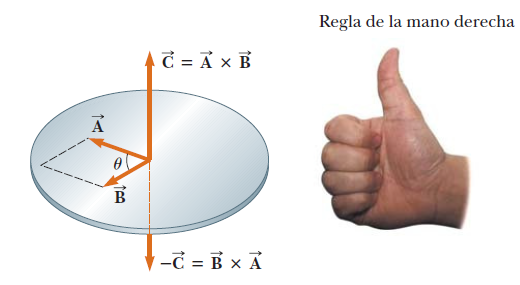 Regla de la mano derecha
C⃗ = A⃗ × B⃗
A⃗
θ
B⃗
−C⃗ = B⃗ × A⃗